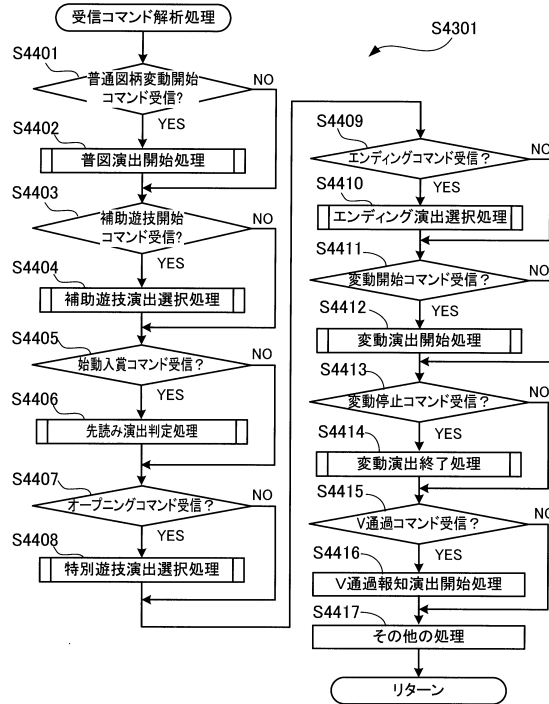 受信コマンド解析処理
S4301
S4401
普通図柄変動開始
コマンド受信?
NO
YES
S4402
普図演出開始処理
S4403
補助遊技開始
コマンド受信?
NO
YES
S4404
補助遊技演出選択処理
S4405
始動入賞コマンド受信？
NO
YES
S4406
先読み演出判定処理
S4407
オープニングコマンド受信？
NO
YES
S4408
特別遊技演出選択処理
S4409
エンディングコマンド受信？
NO
YES
S4410
エンディング演出選択処理
S4411
変動開始コマンド受信？
NO
YES
S4412
変動演出開始処理
S4413
変動停止コマンド受信？
NO
YES
S4414
変動演出終了処理
S4415
V通過コマンド受信？
NO
YES
S4416
V通過報知演出開始処理
S4417
その他の処理
リターン